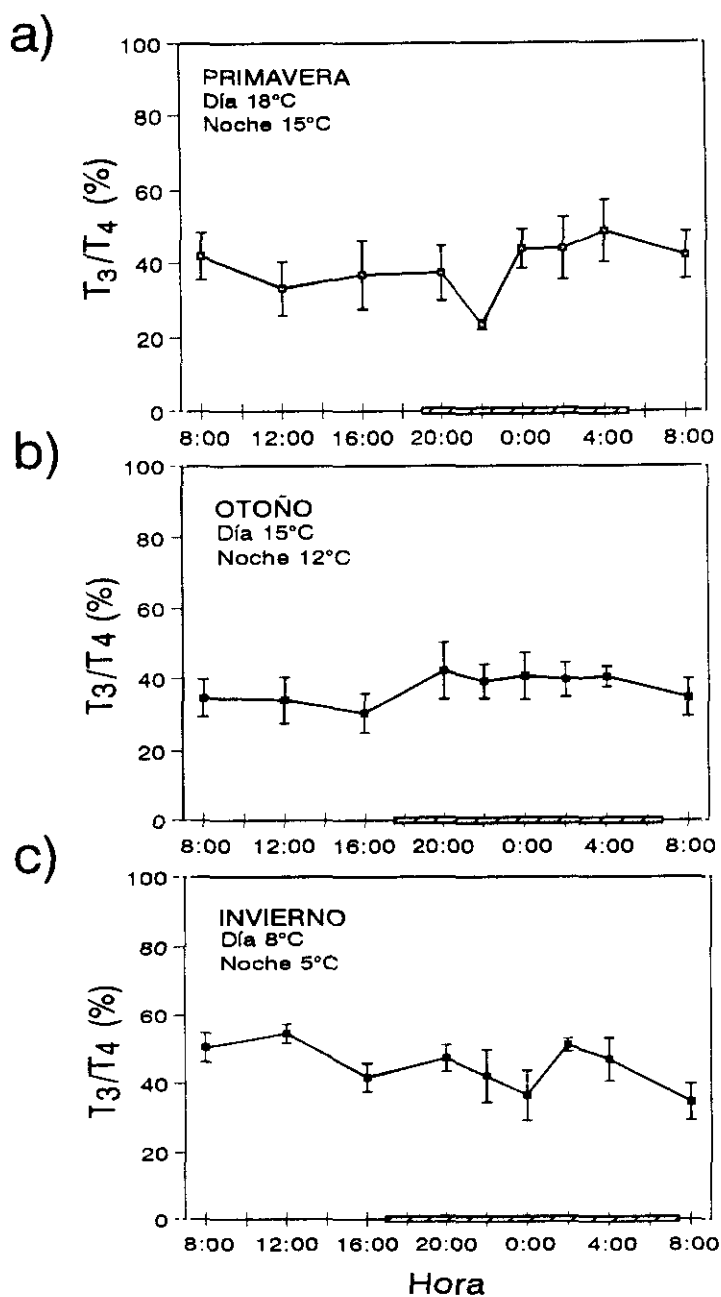 a)
PRIMAVERA
Día 18°C
Noche 15°C
T3/T4 (%)
100
80
60
40
20
0
8:00 12:00 16:00 20:00 0:00 4:00 8:00
b)
OTOÑO
Día 15°C
Noche 12°C
T3/T4 (%)
100
80
60
40
20
0
8:00 12:00 16:00 20:00 0:00 4:00 8:00
c)
INVIERNO
Día 8°C
Noche 5°C
T3/T4 (%)
100
80
60
40
20
0
8:00 12:00 16:00 20:00 0:00 4:00 8:00
Hora